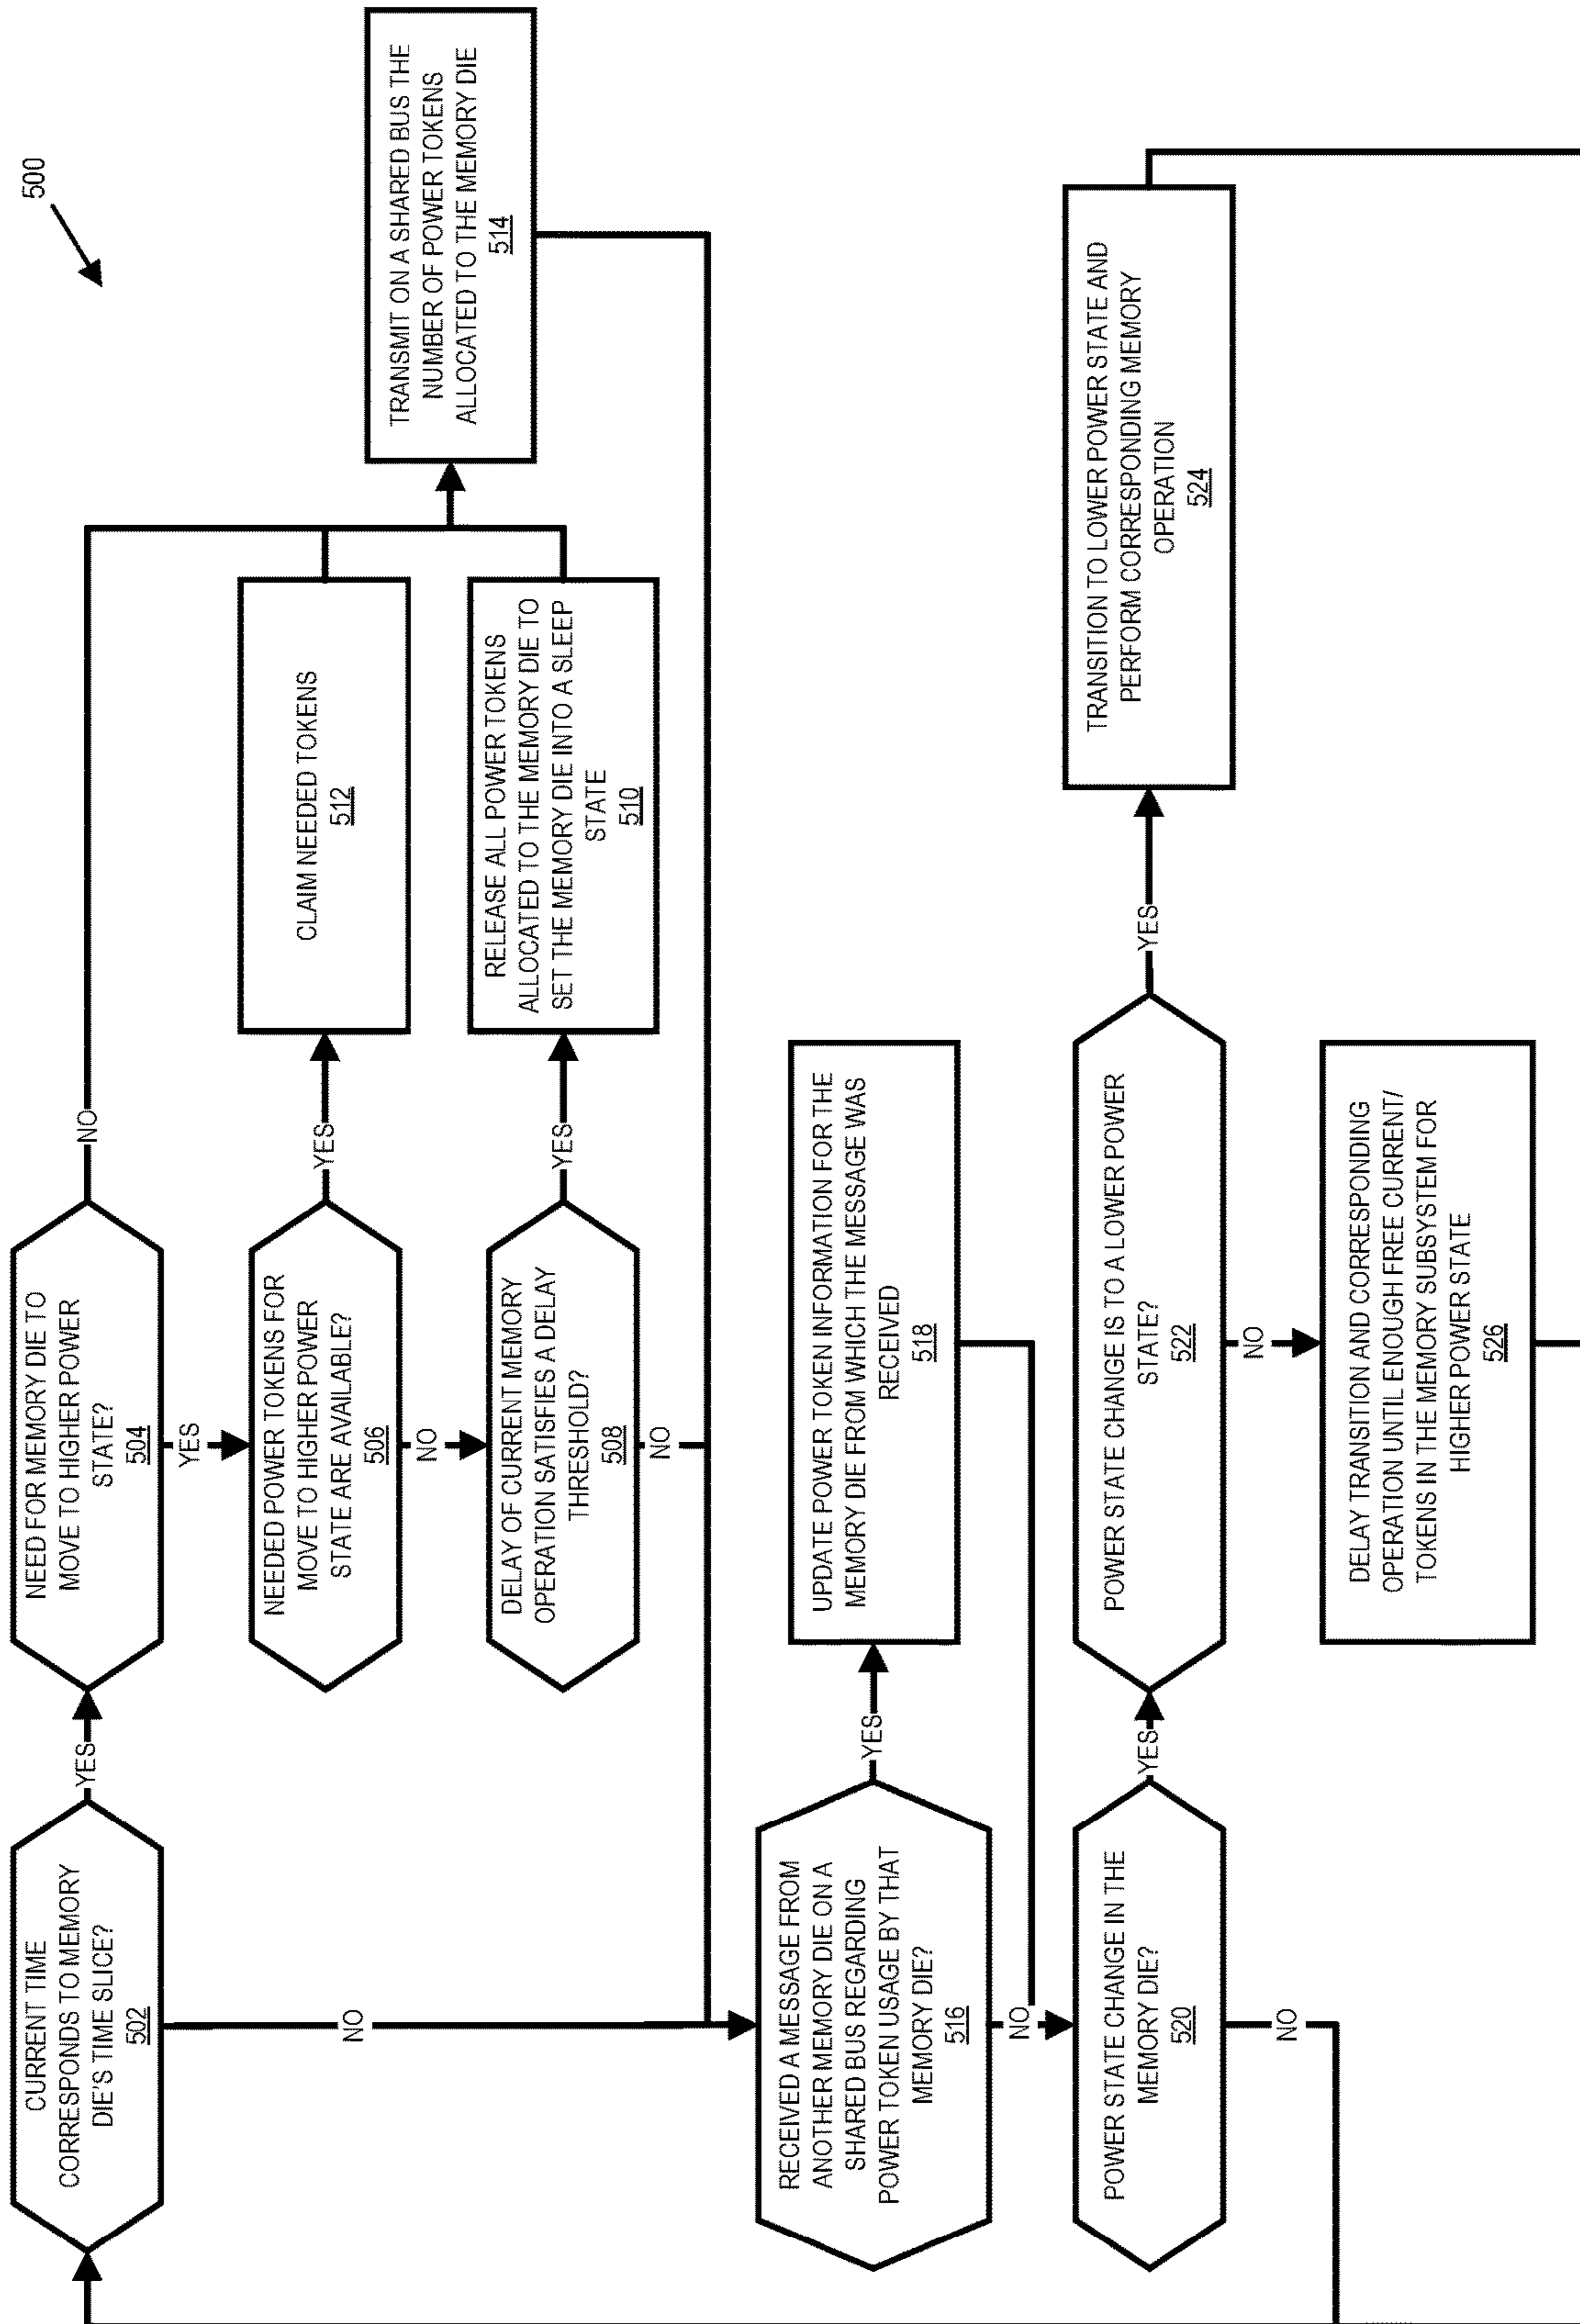 500
CURRENT TIME
CORRESPONDS TO MEMORY
DIE'S TIME SLICE?
502
YES
NO
NEED FOR MEMORY DIE TO
MOVE TO HIGHER POWER
STATE?
504
NO
YES
NEEDED POWER TOKENS FOR
MOVE TO HIGHER POWER
STATE ARE AVAILABLE?
506
YES
NO
CLAIM NEEDED TOKENS
512
DELAY OF CURRENT MEMORY
OPERATION SATISFIES A DELAY
THRESHOLD?
508
YES
NO
RELEASE ALL POWER TOKENS
ALLOCATED TO THE MEMORY DIE TO
SET THE MEMORY DIE INTO A SLEEP
STATE
510
TRANSMIT ON A SHARED BUS THE
NUMBER OF POWER TOKENS
ALLOCATED TO THE MEMORY DIE
514
RECEIVED A MESSAGE FROM
ANOTHER MEMORY DIE ON A
SHARED BUS REGARDING
POWER TOKEN USAGE BY THAT
MEMORY DIE?
516
YES
NO
UPDATE POWER TOKEN INFORMATION FOR THE
MEMORY DIE FROM WHICH THE MESSAGE WAS
RECEIVED
518
POWER STATE CHANGE IN THE
MEMORY DIE?
520
YES
NO
POWER STATE CHANGE IS TO A LOWER POWER
STATE?
522
YES
NO
TRANSITION TO LOWER POWER STATE AND
PERFORM CORRESPONDING MEMORY
OPERATION
524
DELAY TRANSITION AND CORRESPONDING
OPERATION UNTIL ENOUGH FREE CURRENT/
TOKENS IN THE MEMORY SUBSYSTEM FOR
HIGHER POWER STATE
526